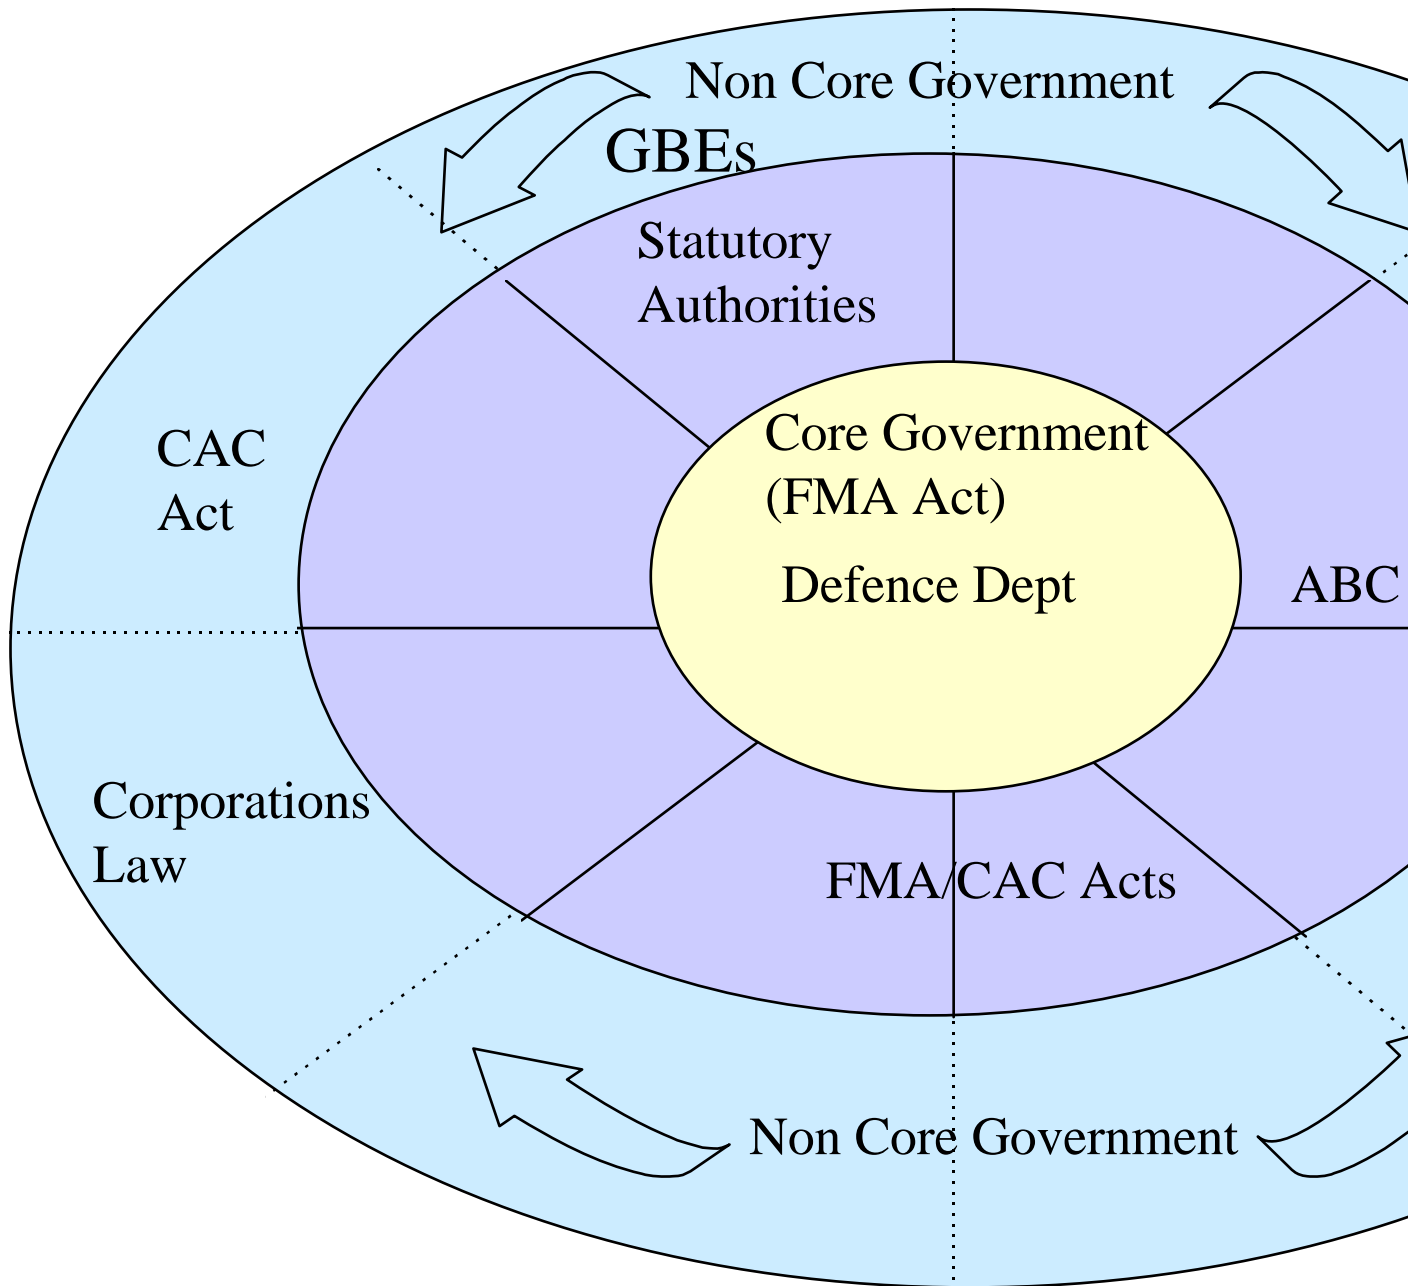 Non Core Government
GBEs
Statutory
Authorities
CAC
Act
Core Government
(FMA Act)
Defence Dept
ABC
Corporations
Law
FMA/CAC Acts
Non Core Government